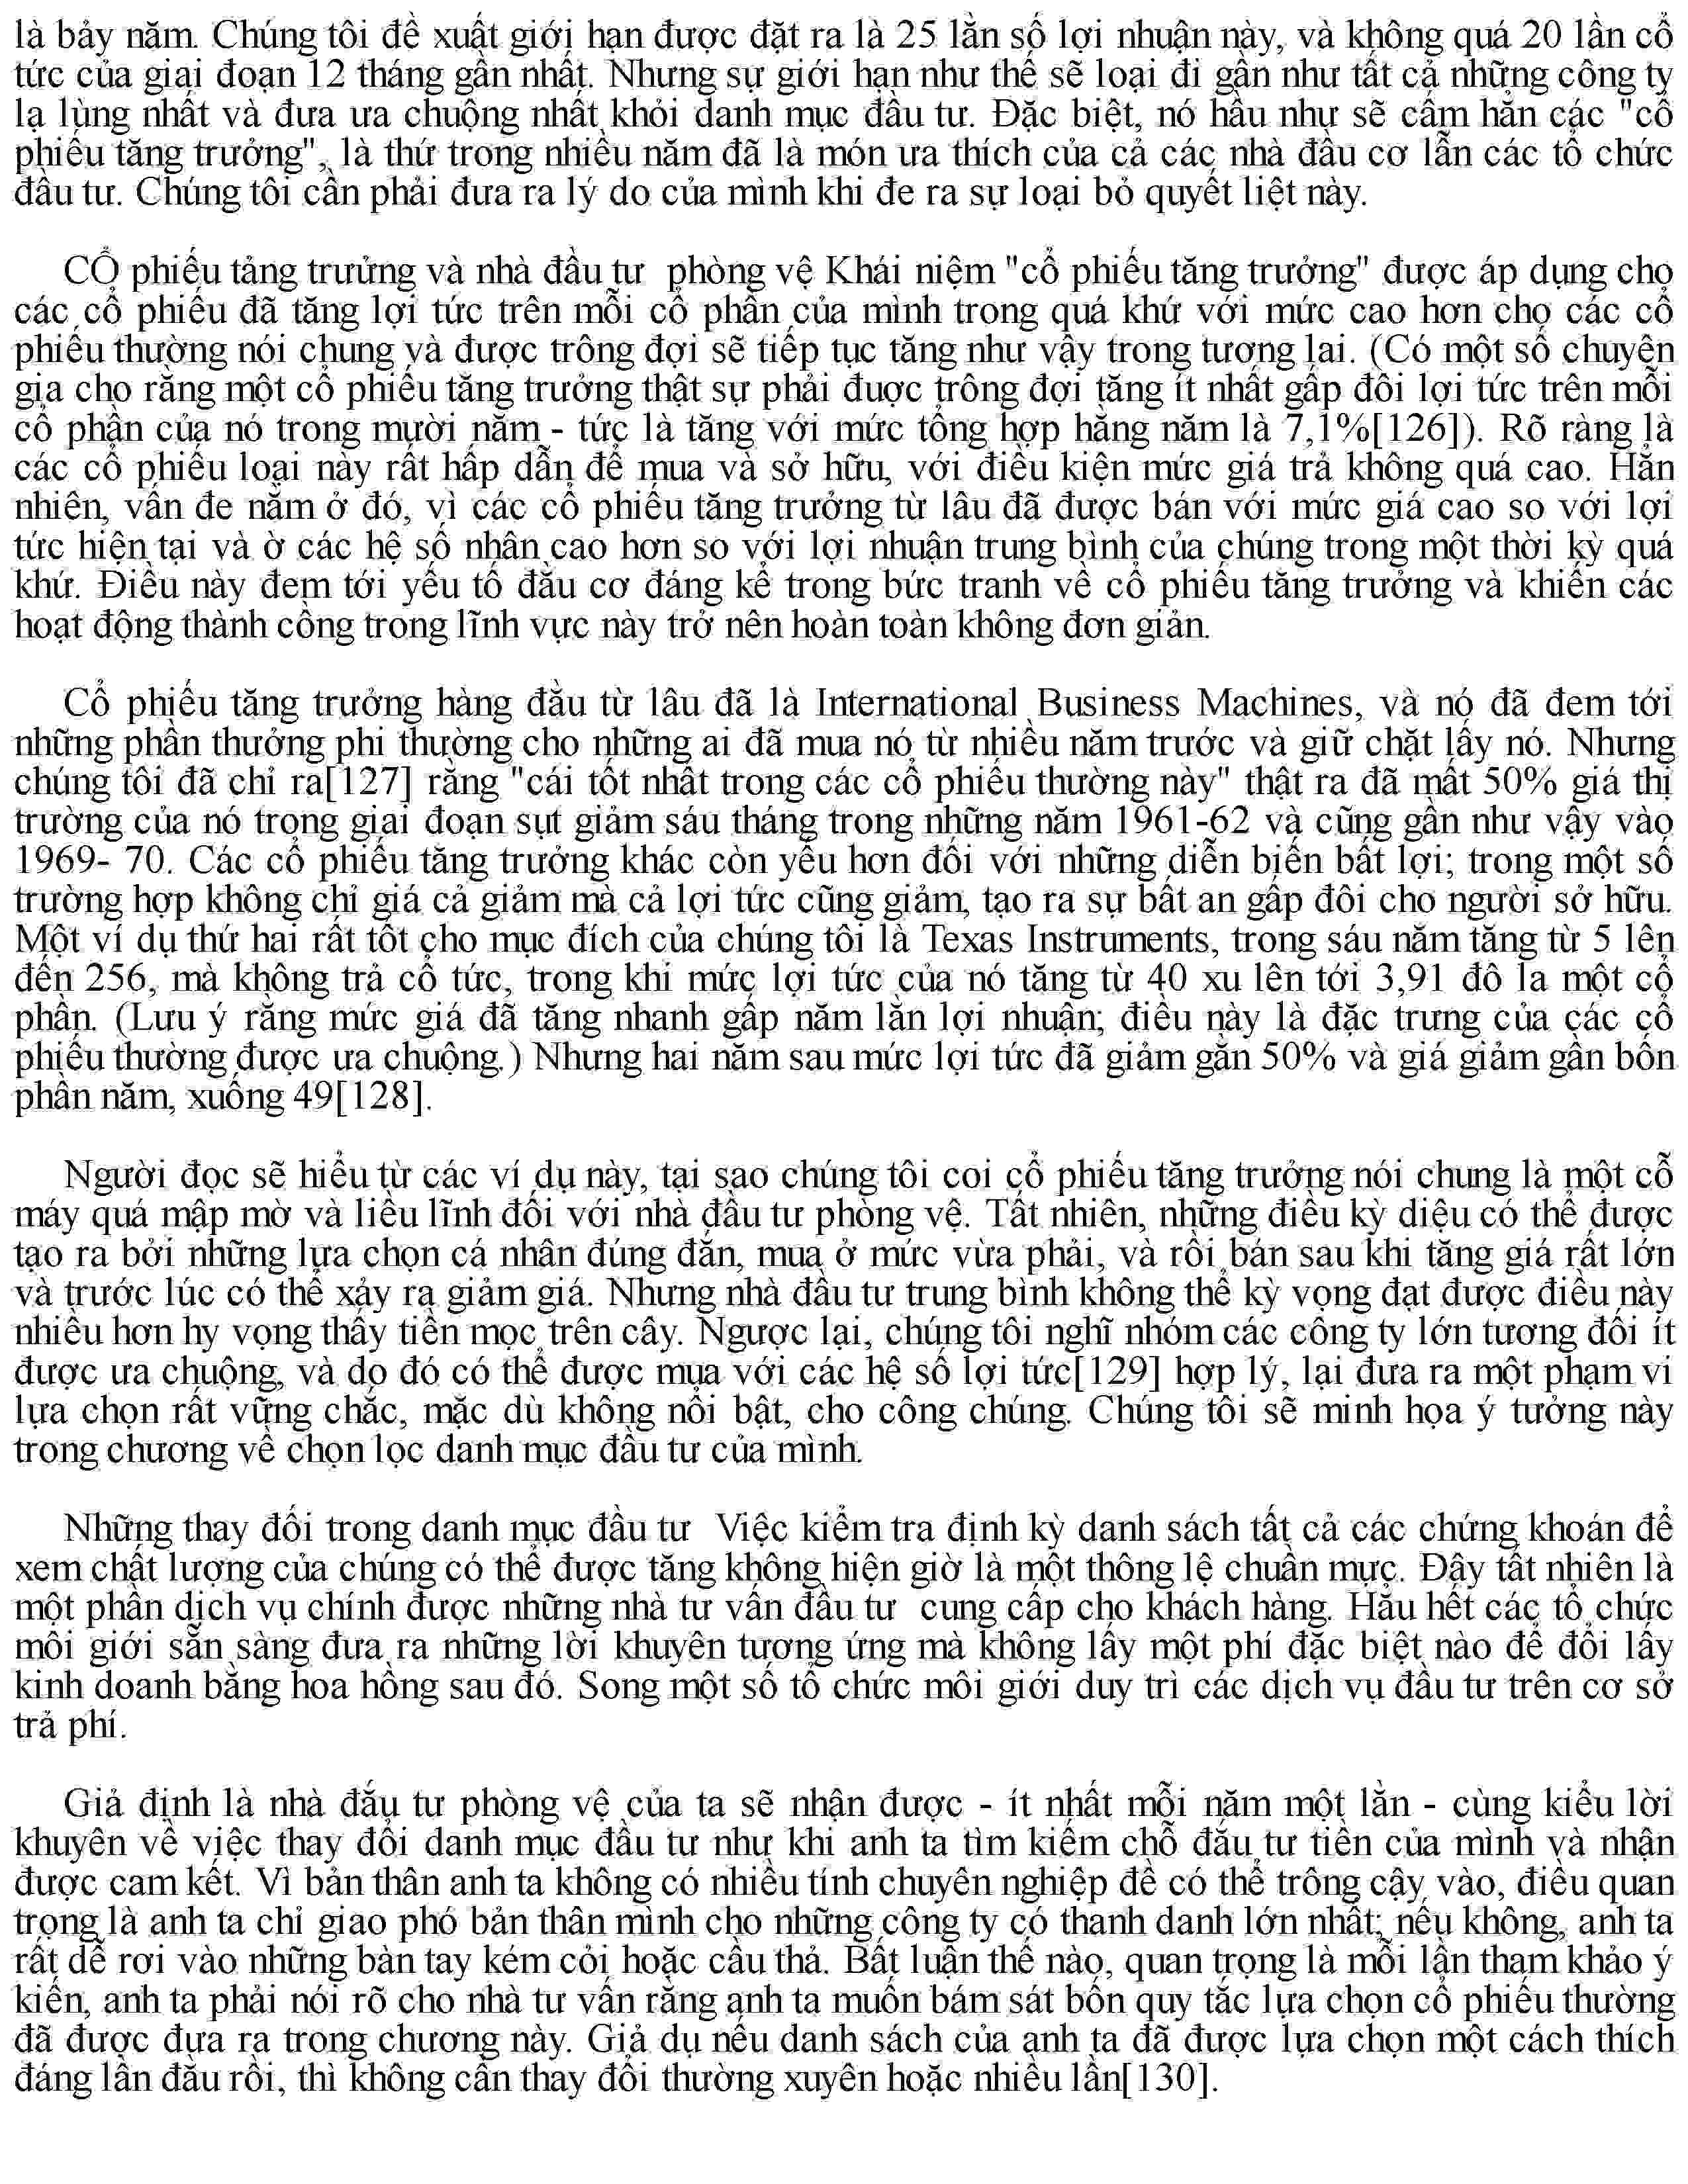 là bảy năm. Chúng tôi đề xuất giới hạn được đặt ra là 25 lằn số lợi nhuận này, và không quá 20 lần cổ
tức của giai đoạn 12 tháng gần nhất. Nhưng sự giới hạn như thế sẽ loại đi gần như tất cả những công ty
lạ lùng nhất và đưa ưa chuộng nhất khỏi danh mục đầu tư. Đặc biệt, nó hầu như sẽ cấm hẳn các "cổ
phiếu tăng trưởng", là thứ trong nhiều năm đã là món ưa thích của cả các nhà đầu cơ lẫn các tổ chức
đầu tư. Chúng tôi cần phải đưa ra lý do của mình khi đe ra sự loại bỏ quyết liệt này.
CỔ phiếu tảng trưửng và nhà đầu tư phòng vệ Khái niệm "cổ phiếu tăng trưởng" được áp dụng cho
các cổ phiếu đã tăng lợi tức trên mỗi cổ phần của mình trong quá khứ với mức cao hơn cho các cổ
phiếu thường nói chung và được trông đợi sẽ tiếp tục tăng như vậy trong tương lai. (Có một số chuyên
gia cho rằng một cổ phiếu tăng trưởng thật sự phải đuợc trông đợi tăng ít nhất gấp đôi lợi tức trên mỗi
cổ phần của nó trong mười năm - tức là tăng với mức tổng hợp hằng năm là 7,1%[126]). Rõ ràng là
các cổ phiếu loại này rất hấp dẫn để mua và sở hữu, với điều kiện mức giá trả không quá cao. Hẳn
nhiên, vấn đe nằm ở đó, vì các cổ phiếu tăng trưởng từ lâu đã được bán với mức giá cao so với lợi
tức hiện tại và ờ các hệ số nhân cao hơn so với lợi nhuận trung bình của chúng trong một thời kỳ quá
khứ. Điều này đem tới yếu tố đầu cơ đáng kể trong bức tranh về cổ phiếu tăng trưởng và khiến các
hoạt động thành cồng trong lĩnh vực này trở nên hoàn toàn không đơn giản.
Cổ phiếu tăng trưởng hàng đầu từ lâu đã là International Business Machines, và nó đã đem tới
những phần thưởng phi thường cho những ai đã mua nó từ nhiều năm trước và giữ chặt lấy nó. Nhưng
chúng tôi đã chỉ ra[127] rằng "cái tốt nhất trong các cổ phiếu thường này" thật ra đã mất 50% giá thị
trường của nó trong giai đoạn sụt giảm sáu tháng trong những năm 1961-62 và cũng gần như vậy vào
1969- 70. Các cổ phiếu tăng trưởng khác còn yếu hơn đối với những diễn biến bất lợi; trong một số
trường hợp không chỉ giá cả giảm mà cả lợi tức cũng giảm, tạo ra sự bất an gấp đôi cho người sở hữu.
Một ví dụ thứ hai rất tốt cho mục đích của chúng tôi là Texas Instruments, trong sáu năm tăng từ 5 lên
đến 256, mà không trả cổ tức, trong khi mức lợi tức của nó tăng từ 40 xu lên tới 3,91 đô la một cổ
phần. (Lưu ý rằng mức giá đã tăng nhanh gấp năm lằn lợi nhuận; điều này là đặc trưng của các cổ
phiếu thường được ưa chuộng.) Nhưng hai năm sau mức lợi tức đã giảm gằn 50% và giá giảm gần bốn
phần năm, xuống 49[128].
Người đọc sẽ hiểu từ các ví dụ này, tại sao chúng tôi coi cổ phiếu tăng trưởng nói chung là một cỗ
máy quá mập mờ và liều lĩnh đối với nhà đầu tư phòng vệ. Tất nhiên, những điều kỳ diệu có thể được
tạo ra bởi những lựa chọn cá nhân đúng đắn, mua ở mức vừa phải, và rồi bán sau khi tăng giá rất lớn
và trước lúc có thể xảy ra giảm giá. Nhưng nhà đầu tư trung bình không thể kỳ vọng đạt được điều này
nhiều hơn hy vọng thấy tiền mọc trên cây. Ngược lại, chúng tôi nghĩ nhóm các công ty lớn tương đối ít
được ưa chuộng, và do đó có thể được mua với các hệ số lợi tức[129] hợp lý, lại đưa ra một phạm vi
lựa chọn rất vững chắc, mặc dù không nổi bật, cho công chúng. Chúng tôi sẽ minh họa ý tưởng này
trong chương về chọn lọc danh mục đầu tư của mình.
Những thay đổi trong danh mục đầu tư Việc kiểm tra định kỳ danh sách tất cả các chứng khoán để
xem chất lượng của chúng có thể được tăng không hiện giờ là một thông lệ chuẩn mực. Đây tất nhiên là
một phần dịch vụ chính được những nhà tư vấn đầu tư cung cấp cho khách hàng. Hầu hết các tổ chức
môi giới sẵn sàng đưa ra những lời khuyên tương ứng mà không lấy một phí đặc biệt nào để đổi lấy
kinh doanh bằng hoa hồng sau đó. Song một số tổ chức môi giới duy trì các dịch vụ đầu tư trên cơ sở
trả phí.
Giả định là nhà đầu tư phòng vệ của ta sẽ nhận được - ít nhất mỗi năm một lằn - cùng kiểu lời
khuyên về việc thay đổi danh mục đầu tư như khi anh ta tìm kiếm chỗ đầu tư tiền của mình và nhận
được cam kết. Vì bản thân anh ta không có nhiều tính chuyên nghiệp đề có thể trông cậy vào, điều quan
trọng là anh ta chỉ giao phó bản thân mình cho những công ty có thanh danh lớn nhất; nếu không, anh ta
rất dễ rơi vào những bàn tay kém cỏi hoặc cầu thả. Bất luận thế nào, quan trọng là mỗi lần tham khảo ý
kiến, anh ta phải nói rõ cho nhà tư vấn rằng anh ta muốn bám sát bốn quy tắc lựa chọn cổ phiếu thường
đã được đưa ra trong chương này. Giả dụ nếu danh sách của anh ta đã được lựa chọn một cách thích
đáng lần đầu rồi, thì không cần thay đổi thường xuyên hoặc nhiều lần[130].